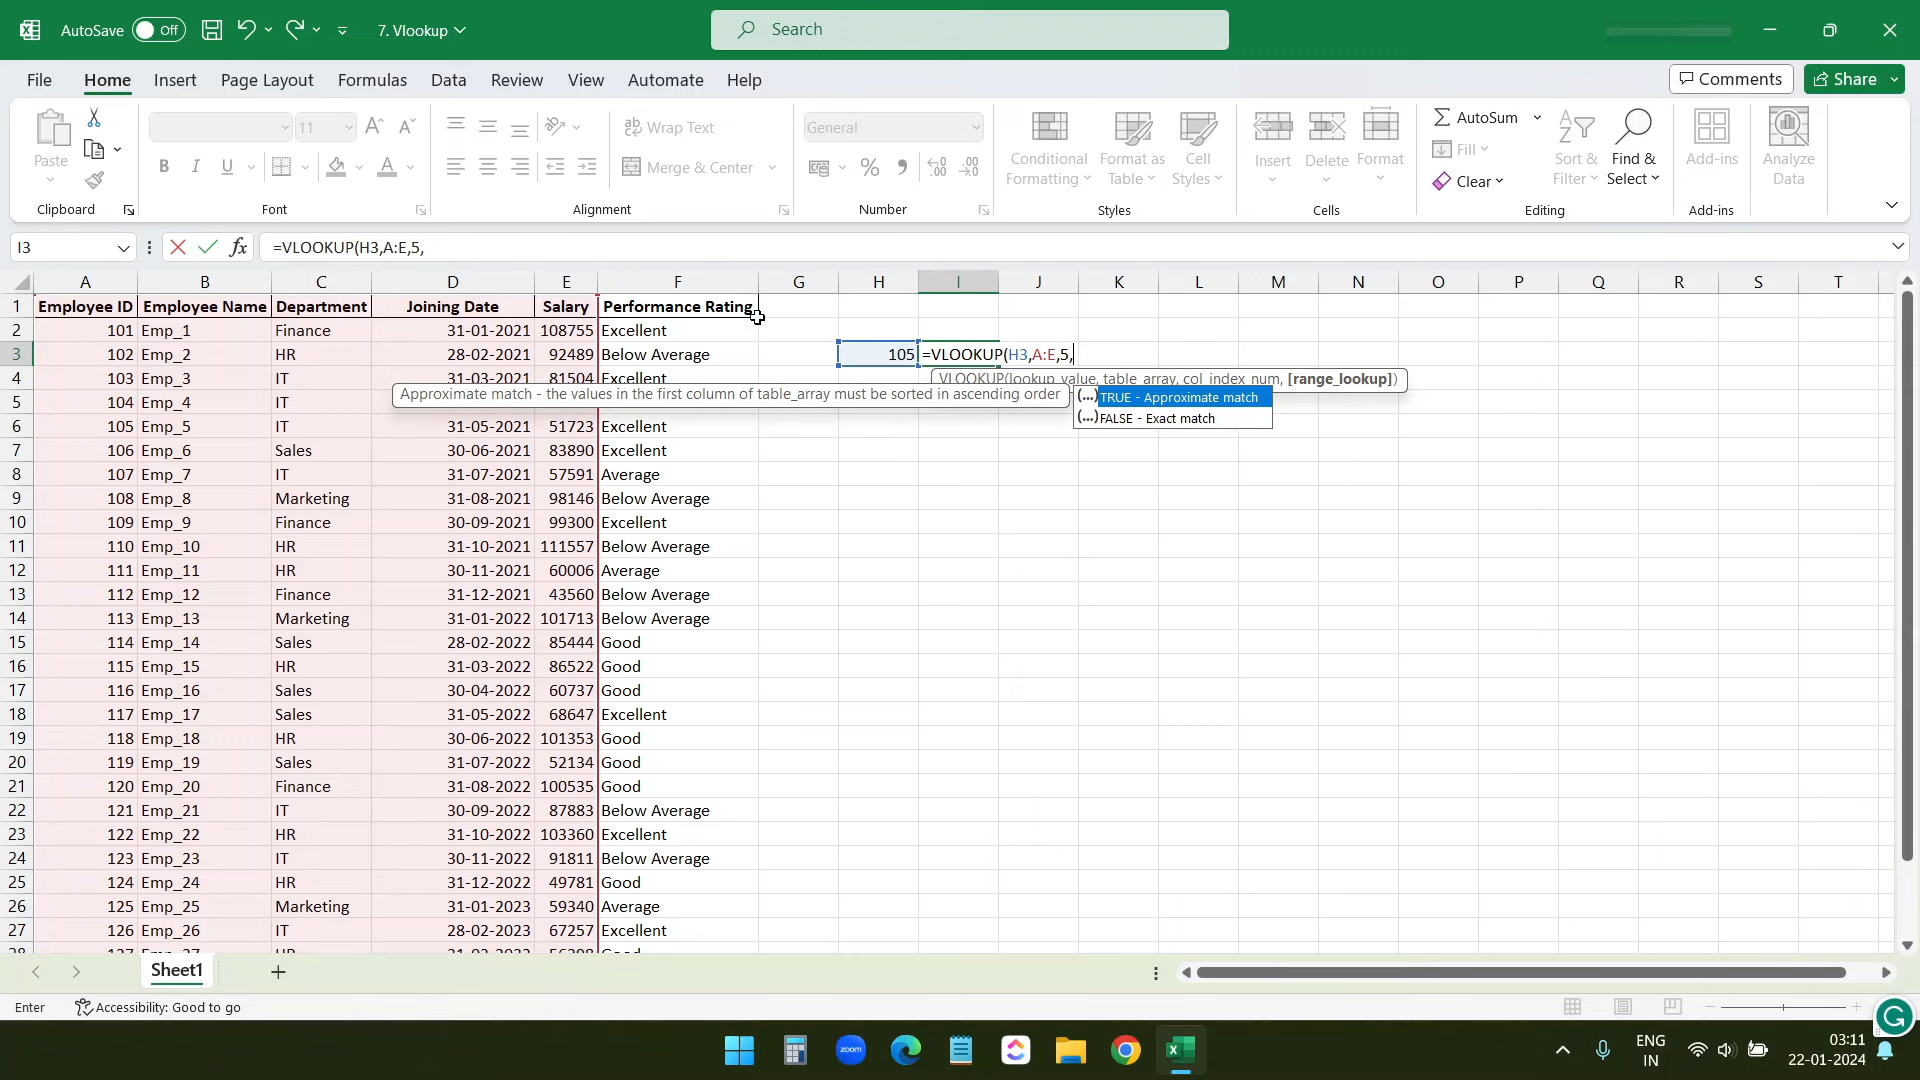 AutoSave Off 7. Vlookup Search
File Home Insert Page Layout Formulas Data Review View Automate Help Comments Share
Paste 11 Wrap Text Merge & Center General Conditional Formatting Format as Table Cell Styles Insert Delete Format AutoSum Fill Clear Sort & Filter Find & Select Add-ins Analyze Data
Clipboard Font Alignment Number Styles Cells Editing Add-ins
I3 fx =VLOOKUP(H3,A:E,5,
A B C D E F G H I J K L M N O P Q R S T
1 Employee ID Employee Name Department Joining Date Salary Performance Rating
2 101 Emp_1 Finance 31-01-2021 108755 Excellent
3 102 Emp_2 HR 28-02-2021 92489 Below Average 105 =VLOOKUP(H3,A:E,5,
4 103 Emp_3 IT 31-03-2021 81504 Excellent VLOOKUP(lookup_value, table_array, col_index_num, [range_lookup])
Approximate match - the values in the first column of table_array must be sorted in ascending order (...) TRUE - Approximate match
5 104 Emp_4 IT
(...) FALSE - Exact match
6 105 Emp_5 IT 31-05-2021 51723 Excellent
7 106 Emp_6 Sales 30-06-2021 83890 Excellent
8 107 Emp_7 IT 31-07-2021 57591 Average
9 108 Emp_8 Marketing 31-08-2021 98146 Below Average
10 109 Emp_9 Finance 30-09-2021 99300 Excellent
11 110 Emp_10 HR 31-10-2021 111557 Below Average
12 111 Emp_11 HR 30-11-2021 60006 Average
13 112 Emp_12 Finance 31-12-2021 43560 Below Average
14 113 Emp_13 Marketing 31-01-2022 101713 Below Average
15 114 Emp_14 Sales 28-02-2022 85444 Good
16 115 Emp_15 HR 31-03-2022 86522 Good
17 116 Emp_16 Sales 30-04-2022 60737 Good
18 117 Emp_17 Sales 31-05-2022 68647 Excellent
19 118 Emp_18 HR 30-06-2022 101353 Good
20 119 Emp_19 Sales 31-07-2022 52134 Good
21 120 Emp_20 Finance 31-08-2022 100535 Good
22 121 Emp_21 IT 30-09-2022 87883 Below Average
23 122 Emp_22 HR 31-10-2022 103360 Excellent
24 123 Emp_23 IT 30-11-2022 91811 Below Average
25 124 Emp_24 HR 31-12-2022 49781 Good
26 125 Emp_25 Marketing 31-01-2023 59340 Average
27 126 Emp_26 IT 28-02-2023 67257 Excellent
Sheet1
Enter Accessibility: Good to go
zoom ENG IN 03:11
22-01-2024